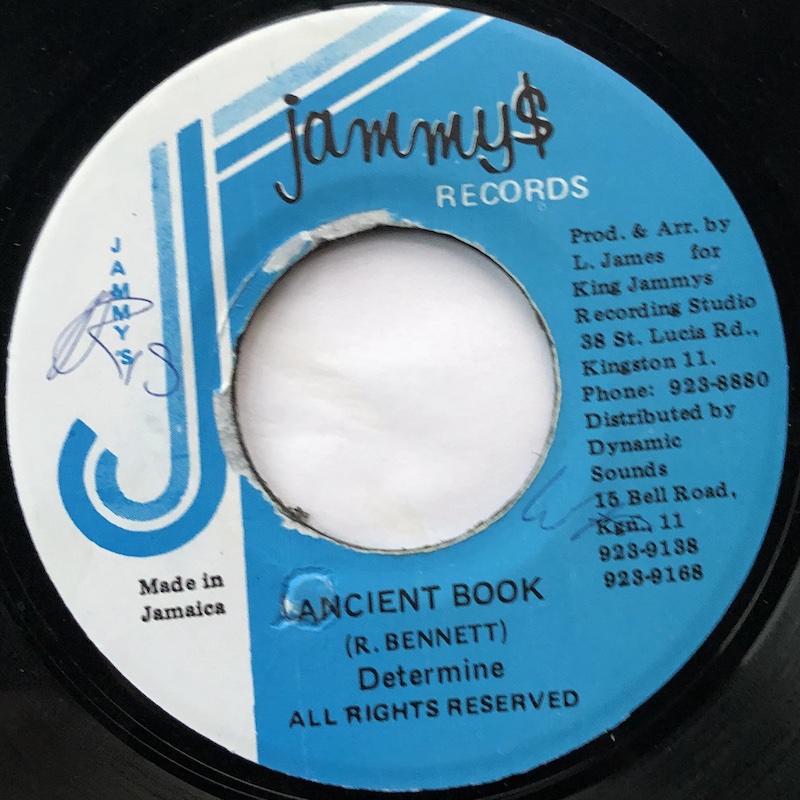 jammy$
RECORDS
JAMMY'S
Prod. & Arr. by
L. James for
King Jammys
Recording Studio
38 St. Lucia Rd.,
Kingston 11.
Phone: 923-8880
Distributed by
Dynamic
Sounds
15 Bell Road,
Kgn., 11
923-9138
923-9168
Made in
Jamaica
ANCIENT BOOK
(R. BENNETT)
Determine
ALL RIGHTS RESERVED